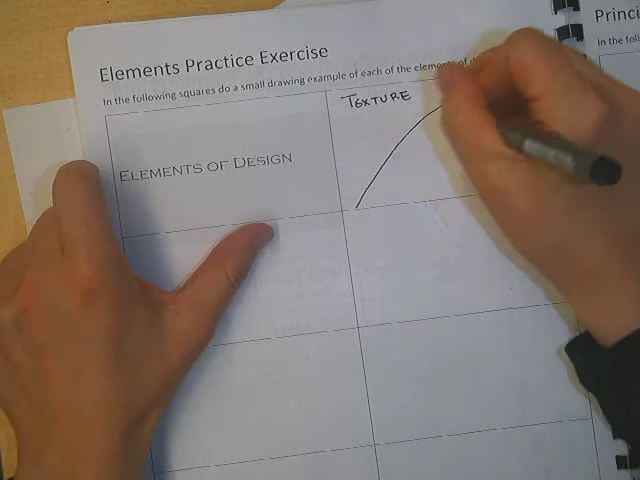 Elements Practice Exercise
In the following squares do a small drawing example of each of the elements of
TEXTURE
ELEMENTS OF DESIGN
Princi
In the foll